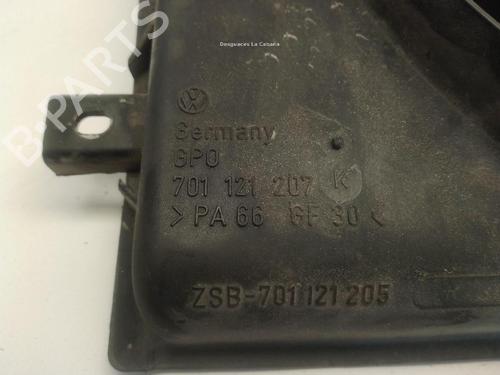 Desguaces La Cabaña
B-PARTS
Germany
GPO
701 121 207 K
>PA 66 GF 30<
ZSB-701 121 205